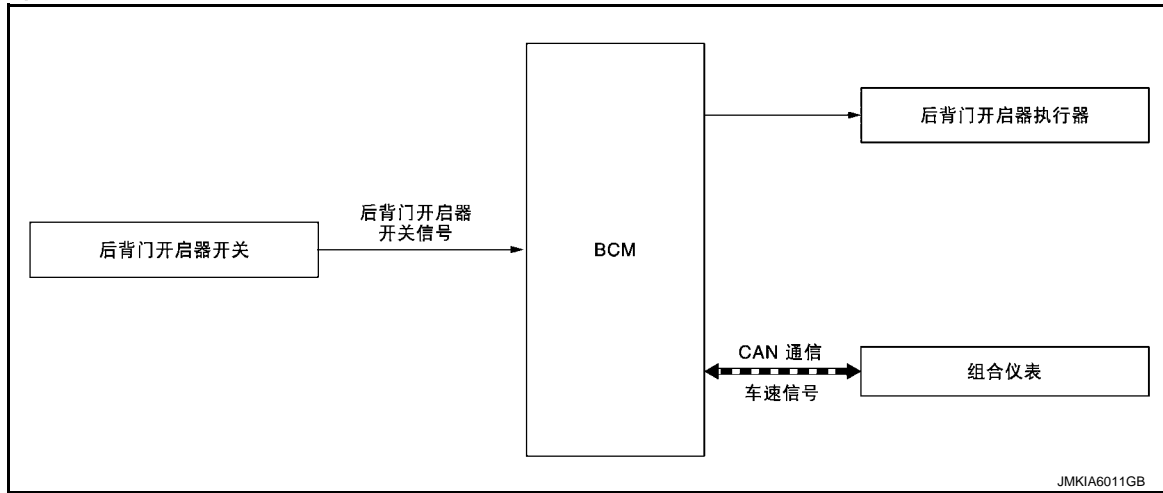 后背门开启器执行器
后背门开启器
开关信号
后背门开启器开关
BCM
CAN 通信
车速信号
组合仪表
JMKIA6011GB